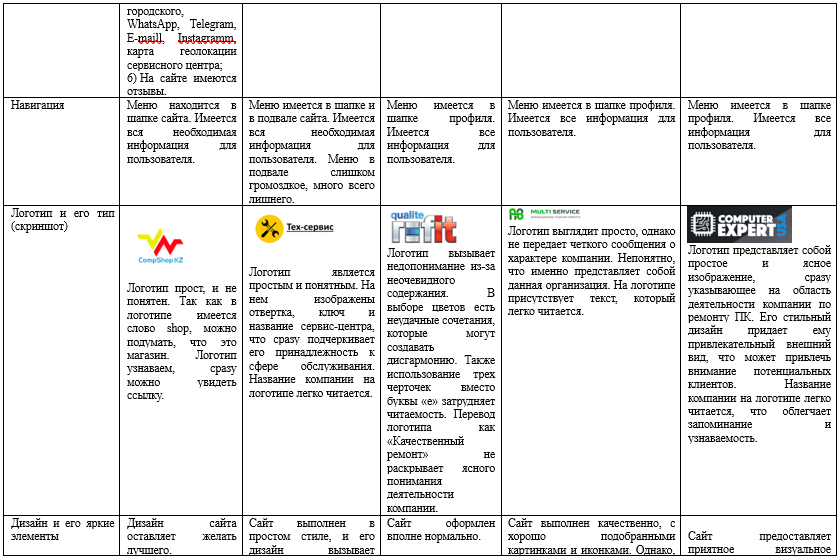 городского,
WhatsApp, Telegram,
E-maill, Instagramm,
карта геолокации
сервисного центра;
6) На сайте имеются
отзывы.
Навигация
Меню находится в
шапке сайта. Имеется
вся необходимая
информация для
пользователя.
Меню имеется в шапке и
в подвале сайта. Имеется
вся необходимая
информация для
пользователя. Меню в
подвале слишком
громоздкое, много всего
лишнего.
Меню имеется в
шапке профиля.
Имеется все
информация для
пользователя.
Меню имеется в шапке профиля.
Имеется все информация для
пользователя.
Меню имеется в шапке
профиля. Имеется все
информация для
пользователя.
Логотип и его тип
(скриншот)
CompShop.KZ
Логотип прост, и не
понятен. Так как в
логотипе имеется
слово shop, можно
подумать, что это
магазин. Логотип
узнаваем, сразу
можно увидеть
ссылку.
Тех-сервис
Логотип является
простым и понятным. На
нем изображены
отвертка, ключ и
название сервис-центра,
что сразу подчеркивает
его принадлежность к
сфере обслуживания.
Название компании на
логотипе легко читается.
qualite
refit
Логотип вызывает
недопонимание из-за
неочевидного
содержания. В
выборе цветов есть
неудачные сочетания,
которые могут
создавать
дисгармонию. Также
использование трех
черточек вместо
буквы «е» затрудняет
читаемость. Перевод
логотипа как
«Качественный
ремонт» не
раскрывает ясного
понимания
деятельности
компании.
MULTI SERVICE
Логотип выглядит просто, однако
не передает четкого сообщения о
характере компании. Непонятно,
что именно представляет собой
данная организация. На логотипе
присутствует текст, который
легко читается.
COMPUTER
EXPERT
Логотип представляет собой
простое и ясное
изображение, сразу
указывающее на область
деятельности компании по
ремонту ПК. Его стильный
дизайн придает ему
привлекательный внешний
вид, что может привлечь
внимание потенциальных
клиентов. Название
компании на логотипе легко
читается, что облегчает
запоминание и
узнаваемость.
Дизайн и его яркие
элементы
Дизайн сайта
оставляет желать
лучшего.
Сайт выполнен в
простом стиле, и его
дизайн вызывает
Сайт оформлен
вполне нормально.
Сайт выполнен качественно, с
хорошо подобранными
картинками и иконками. Однако,
Сайт предоставляет
приятное визуальное